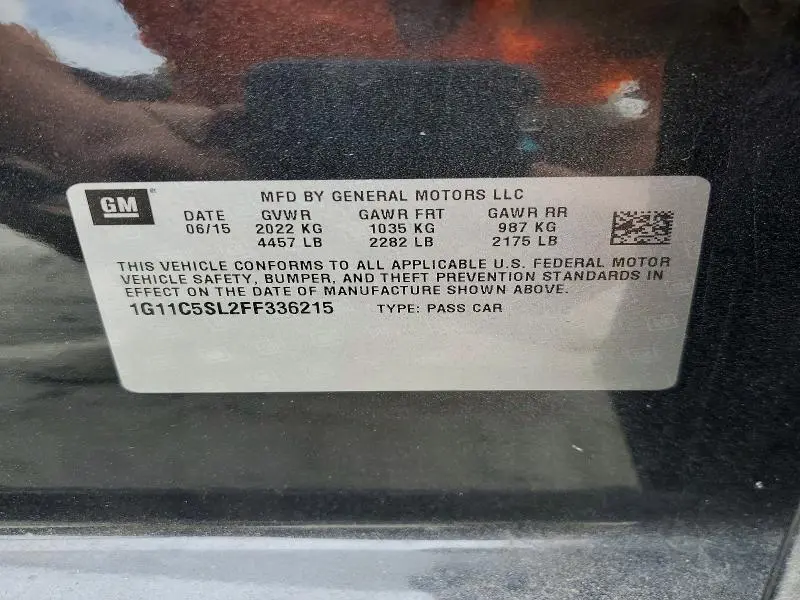 GM MFD BY GENERAL MOTORS LLC
DATE GVWR GAWR FRT GAWR RR
06/15 2022 KG 1035 KG 987 KG
4457 LB 2282 LB 2175 LB
THIS VEHICLE CONFORMS TO ALL APPLICABLE U.S. FEDERAL MOTOR
VEHICLE SAFETY, BUMPER, AND THEFT PREVENTION STANDARDS IN
EFFECT ON THE DATE OF MANUFACTURE SHOWN ABOVE.
1G11C5SL2FF336215 TYPE: PASS CAR